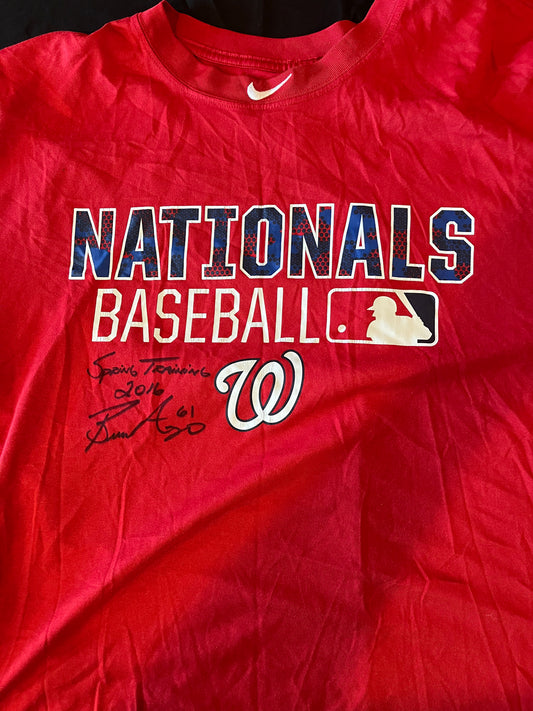 NATIONALS
BASEBALL
W
Spring Training
2016
61